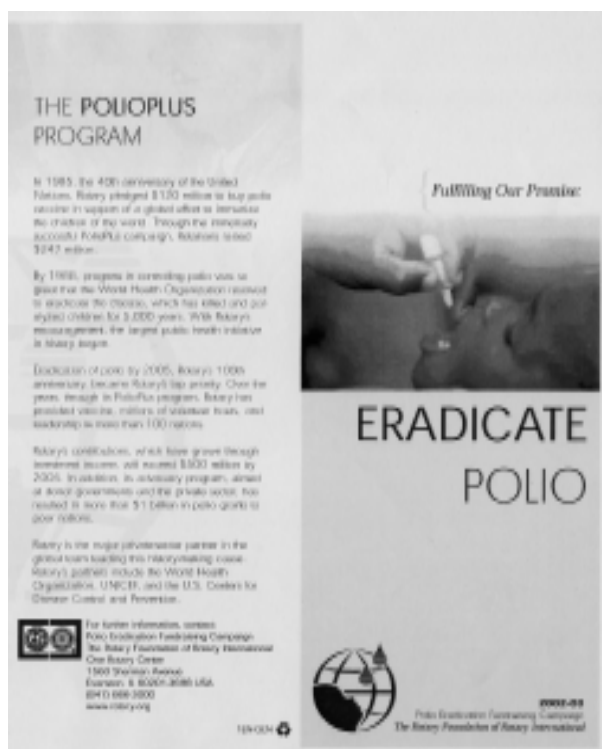 THE POLIOPLUS
PROGRAM
In 1985, the 40th anniversary of the United
Nations, Rotary pledged $120 million to buy polio
vaccine in support of a global effort to immunize
the children of the world. Through the immensely
successful PolioPlus campaign, Rotarians raised
$247 million.
By 1988, progress in controlling polio was so
great that the World Health Organization resolved
to eradicate the disease, which has killed and par-
alyzed children for 5,000 years. With Rotary's
encouragement, the largest public health initiative
in history began.
Eradication of polio by 2005, Rotary's 100th
anniversary, became Rotary's top priority. Over the
years, through its PolioPlus program, Rotary has
provided vaccine, millions of volunteer hours, and
leadership in more than 100 nations.
Rotary's contributions, which have grown through
investment income, will exceed $500 million by
2005. In addition, its advocacy program, aimed
at donor governments and the private sector, has
resulted in more than $1 billion in polio grants to
poor nations.
Rotary is the major private-sector partner in the
global team leading this history-making cause.
Rotary's partners include the World Health
Organization, UNICEF, and the U.S. Centers for
Disease Control and Prevention.
For further information, contact:
Polio Eradication Fundraising Campaign
The Rotary Foundation of Rotary International
One Rotary Center
1560 Sherman Avenue
Evanston, IL 60201-3698 USA
(847) 866-3000
www.rotary.org
Fulfilling Our Promise:
ERADICATE
POLIO
2002-03
Polio Eradication Fundraising Campaign
The Rotary Foundation of Rotary International